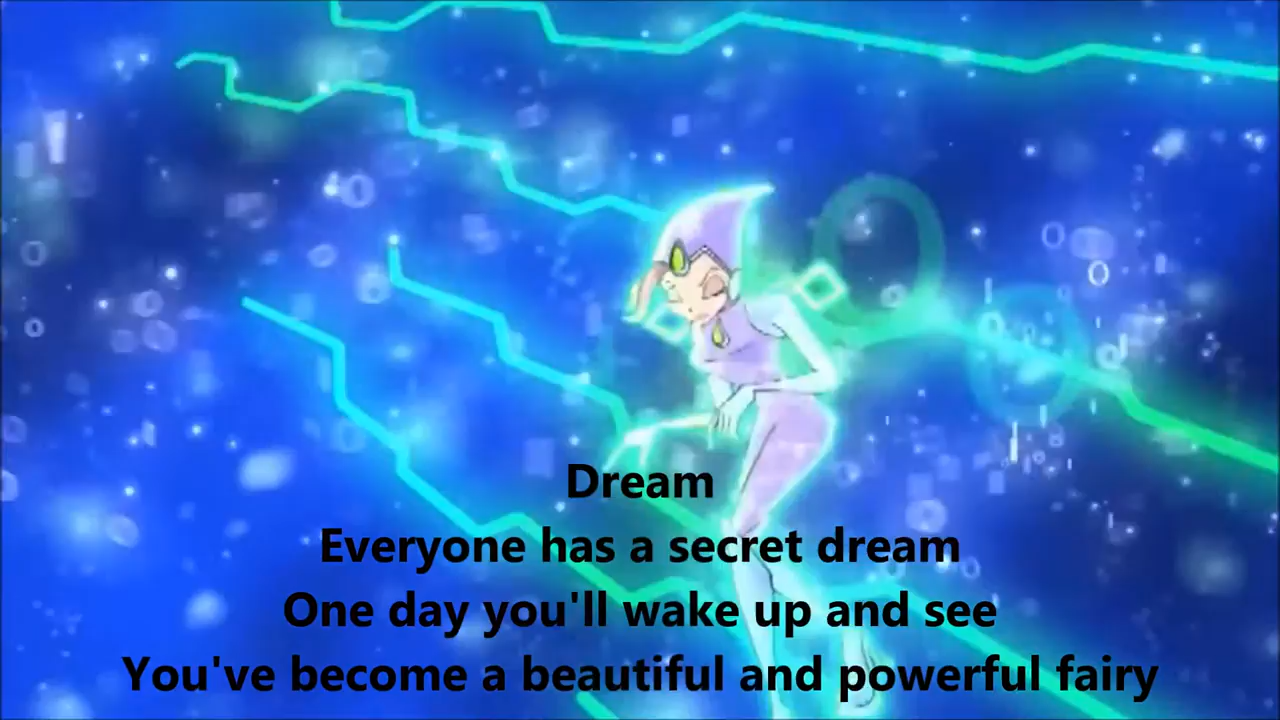 Dream
Everyone has a secret dream
One day you'll wake up and see
You've become a beautiful and powerful fairy